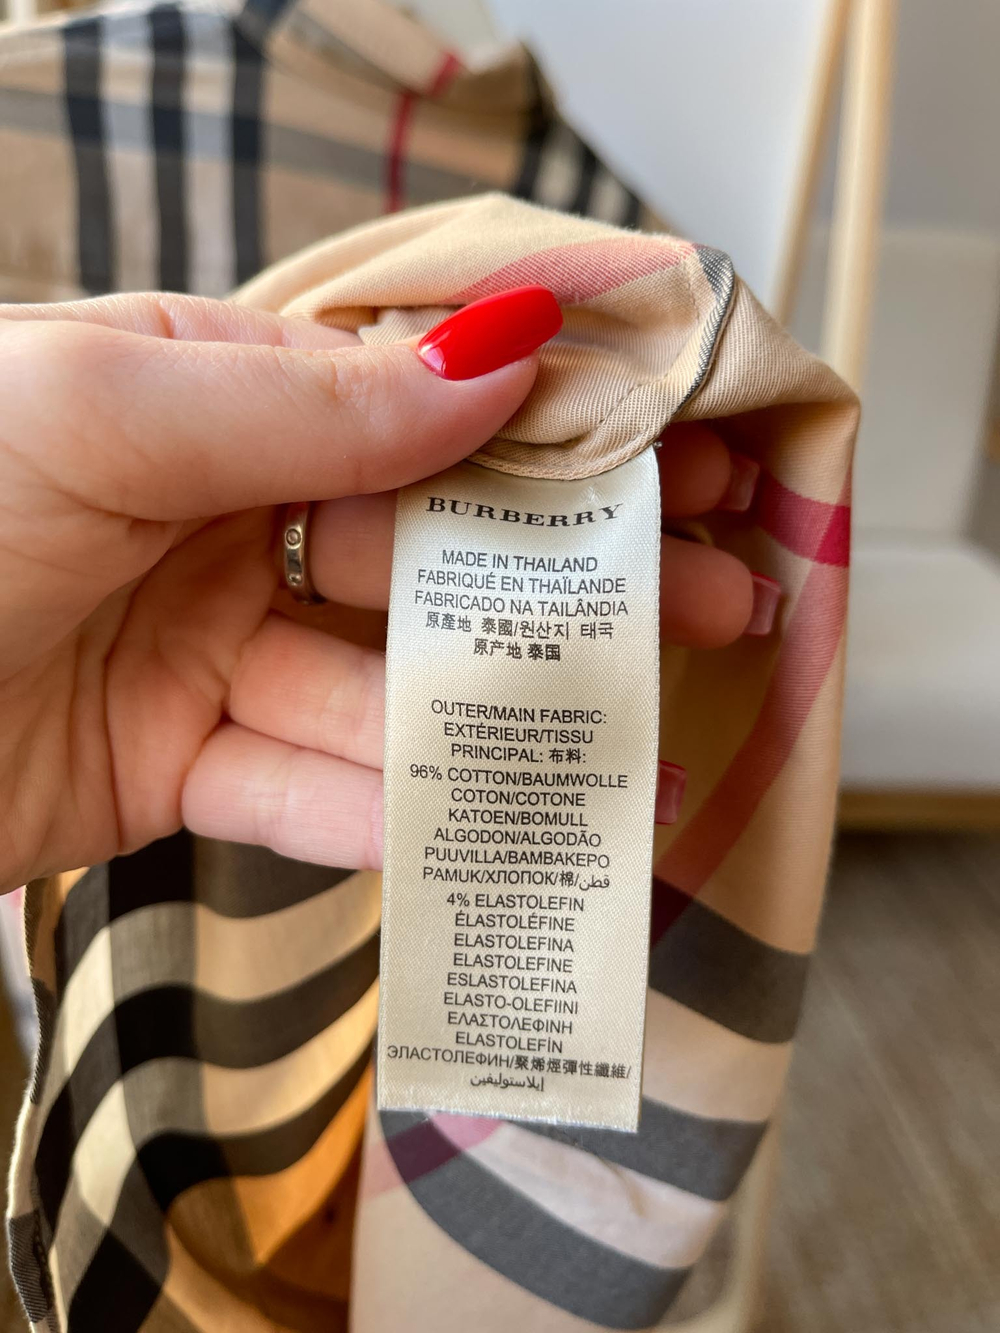 BURBERRY
MADE IN THAILAND
FABRIQUÉ EN THAÏLANDE
FABRICADO NA TAILÂNDIA
原產地 泰國/원산지 태국
原产地 泰国
OUTER/MAIN FABRIC:
EXTÉRIEUR/TISSU
PRINCIPAL: 布料:
96% COTTON/BAUMWOLLE
COTON/COTONE
KATOEN/BOMULL
ALGODON/ALGODÃO
PUUVILLA/ΒΑΜΒΑΚΕΡΟ
PAMUK/ХЛОПОК/棉/قطن
4% ELASTOLEFIN
ÉLASTOLÉFINE
ELASTOLEFINA
ELASTOLEFINE
ESLASTOLEFINA
ELASTO-OLEFIINI
ΕΛΑΣΤΟΛΕΦΙΝΗ
ELASTOLEFÍN
ЭЛАСТОЛЕФИН/聚烯烴彈性纖維/
إيلاستوليفين